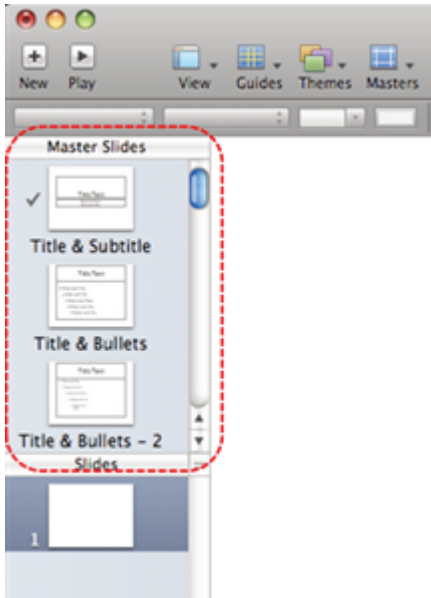 New Play View Guides Themes Masters
Master Slides
Title & Subtitle
Title & Bullets
Title & Bullets - 2
Slides
1